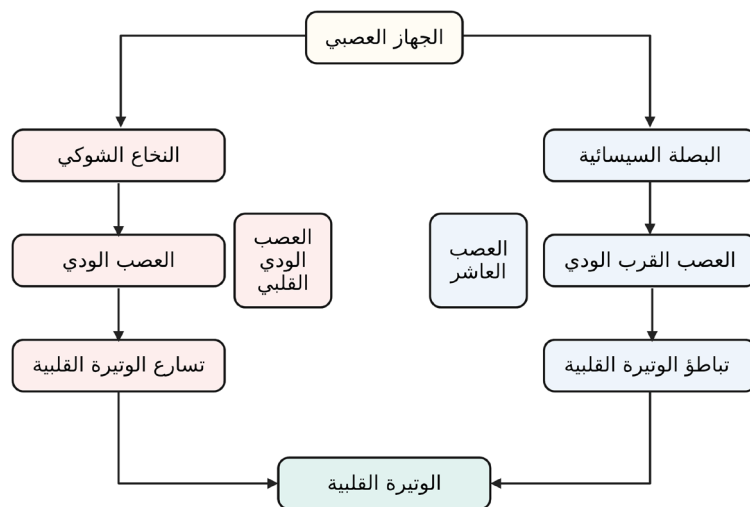 الجهاز العصبي
البصلة السيسائية
النخاع الشوكي
العصب القرب الودي
العصب
العاشر
العصب
الودي
القلبي
العصب الودي
تباطؤ الوتيرة القلبية
تسارع الوتيرة القلبية
الوتيرة القلبية